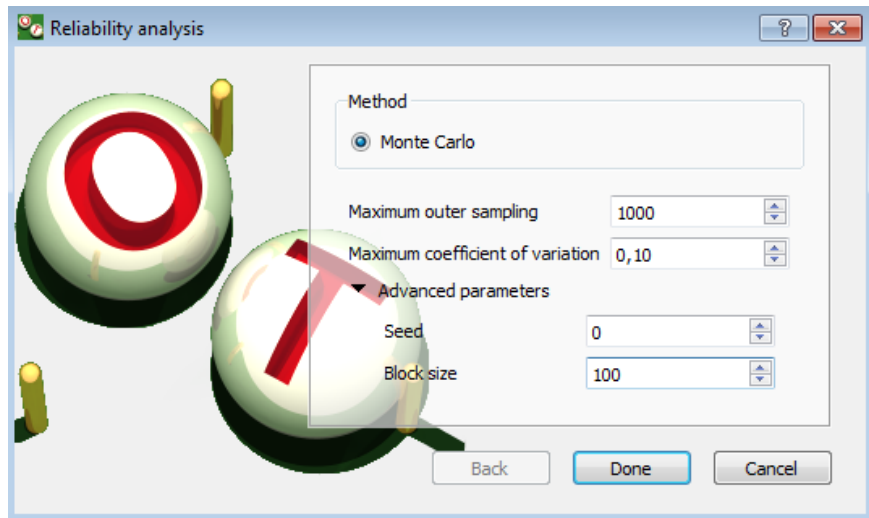 Reliability analysis
Method
Monte Carlo
Maximum outer sampling 1000
Maximum coefficient of variation 0,10
Advanced parameters
Seed 0
Block size 100
Back Done Cancel
O
T